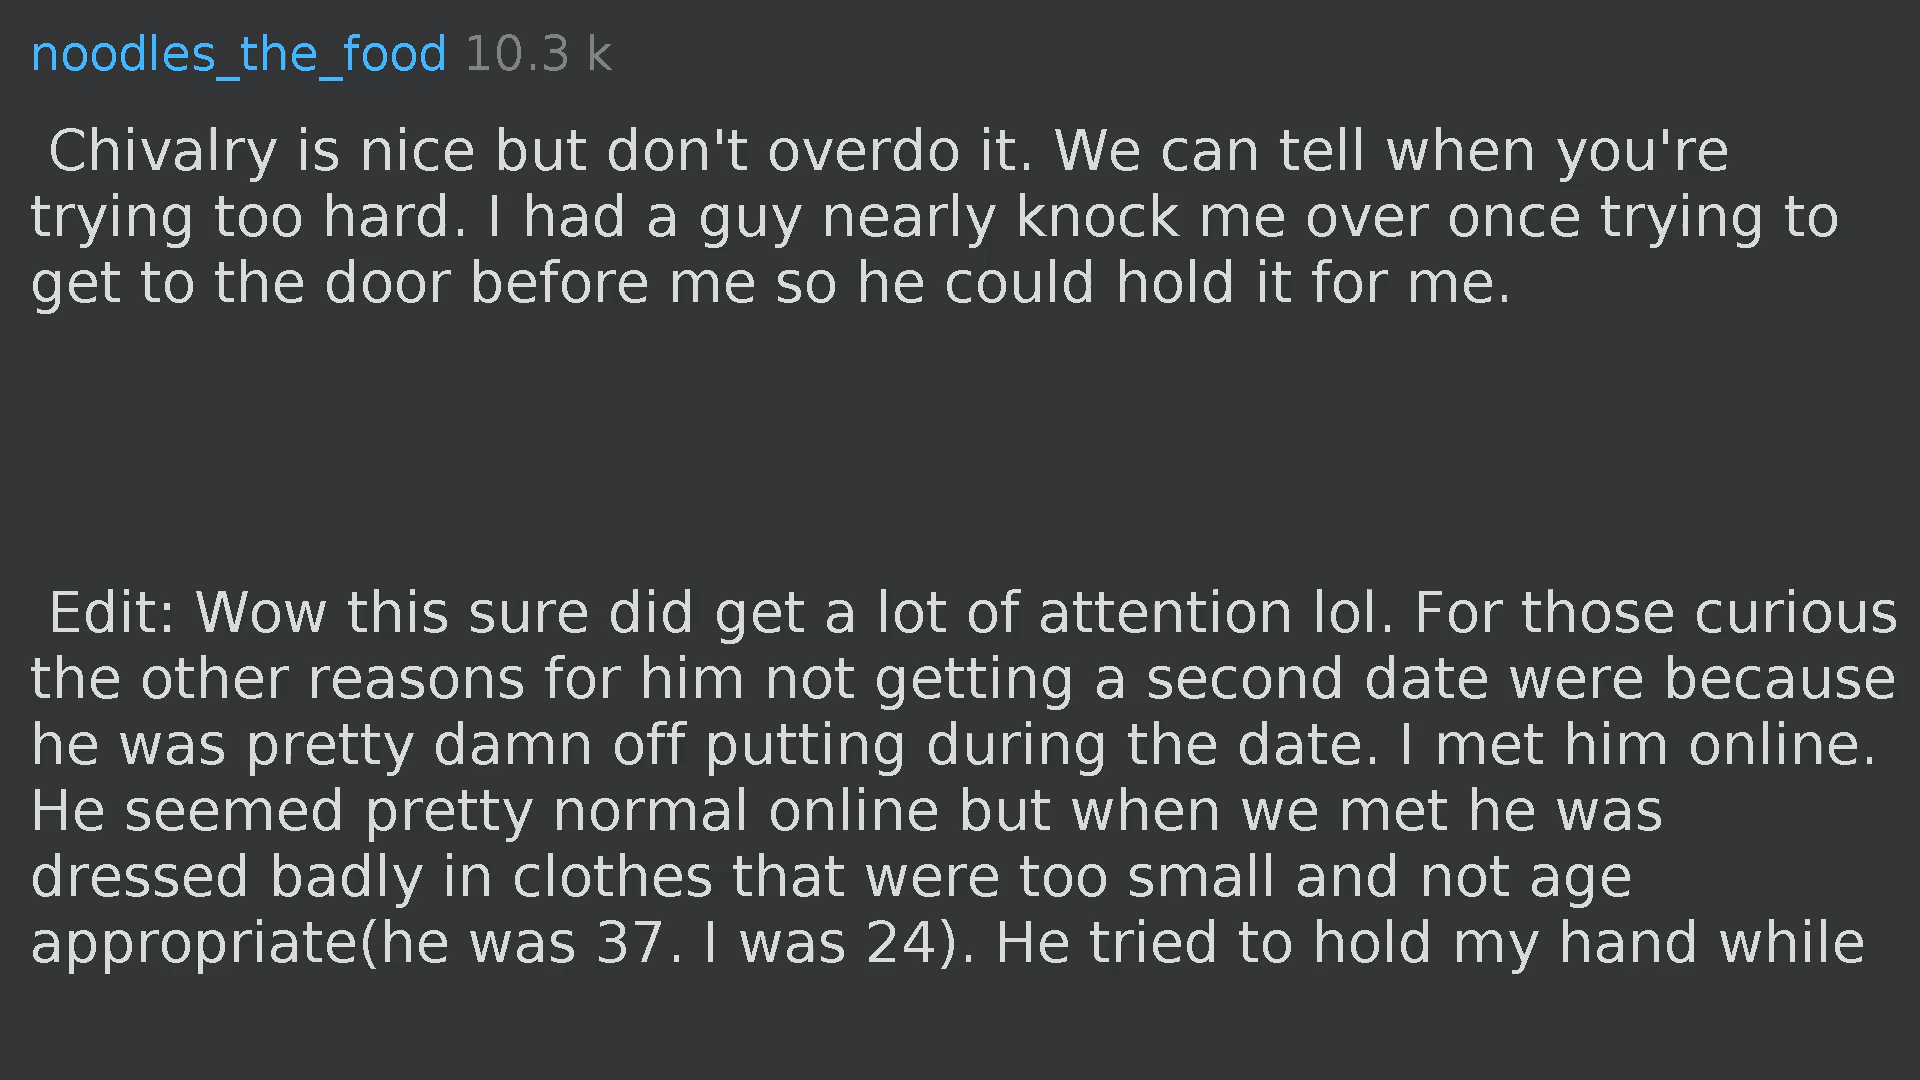 noodles_the_food 10.3 k
Chivalry is nice but don't overdo it. We can tell when you're
trying too hard. I had a guy nearly knock me over once trying to
get to the door before me so he could hold it for me.
Edit: Wow this sure did get a lot of attention lol. For those curious
the other reasons for him not getting a second date were because
he was pretty damn off putting during the date. I met him online.
He seemed pretty normal online but when we met he was
dressed badly in clothes that were too small and not age
appropriate(he was 37. I was 24). He tried to hold my hand while